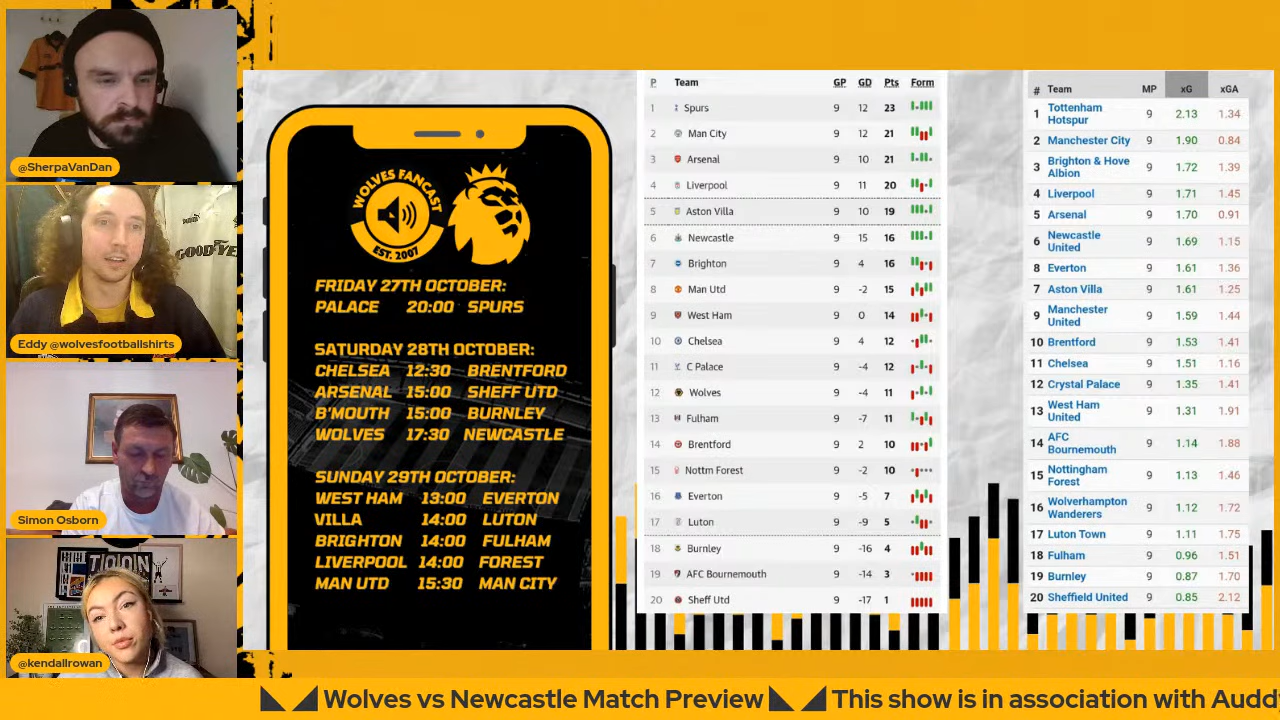 @SherpaVanDan
GOODYEAR
Eddy @wolvesfootballshirts
Simon Osborn
@kendallrowan
WOLVES FANCAST
EST. 2007
FRIDAY 27TH OCTOBER:
PALACE 20:00 SPURS
SATURDAY 28TH OCTOBER:
CHELSEA 12:30 BRENTFORD
ARSENAL 15:00 SHEFF UTD
B'MOUTH 15:00 BURNLEY
WOLVES 17:30 NEWCASTLE
SUNDAY 29TH OCTOBER:
WEST HAM 13:00 EVERTON
VILLA 14:00 LUTON
BRIGHTON 14:00 FULHAM
LIVERPOOL 14:00 FOREST
MAN UTD 15:30 MAN CITY
P Team GP GD Pts Form
1 Spurs 9 12 23
2 Man City 9 12 21
3 Arsenal 9 10 21
4 Liverpool 9 11 20
5 Aston Villa 9 10 19
6 Newcastle 9 15 16
7 Brighton 9 4 16
8 Man Utd 9 -2 15
9 West Ham 9 0 14
10 Chelsea 9 4 12
11 C Palace 9 -4 12
12 Wolves 9 -4 11
13 Fulham 9 -7 11
14 Brentford 9 2 10
15 Nottm Forest 9 -2 10
16 Everton 9 -5 7
17 Luton 9 -9 5
18 Burnley 9 -16 4
19 AFC Bournemouth 9 -14 3
20 Sheff Utd 9 -17 1
# Team MP xG xGA
1 Tottenham Hotspur 9 2.13 1.34
2 Manchester City 9 1.90 0.84
3 Brighton & Hove Albion 9 1.72 1.39
4 Liverpool 9 1.71 1.45
5 Arsenal 9 1.70 0.91
6 Newcastle United 9 1.69 1.15
8 Everton 9 1.61 1.36
7 Aston Villa 9 1.61 1.25
9 Manchester United 9 1.59 1.44
10 Brentford 9 1.53 1.41
11 Chelsea 9 1.51 1.16
12 Crystal Palace 9 1.35 1.41
13 West Ham United 9 1.31 1.91
14 AFC Bournemouth 9 1.14 1.88
15 Nottingham Forest 9 1.13 1.46
16 Wolverhampton Wanderers 9 1.12 1.72
17 Luton Town 9 1.11 1.75
18 Fulham 9 0.96 1.51
19 Burnley 9 0.87 1.70
20 Sheffield United 9 0.85 2.12
Wolves vs Newcastle Match Preview This show is in association with Auddy